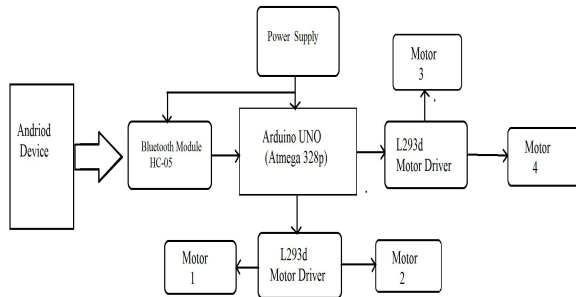 Power Supply
Motor
3
Andriod
Device
Bluetooth Module
HC-05
Arduino UNO
(Atmega 328p)
L293d
Motor Driver
Motor
4
Motor
1
L293d
Motor Driver
Motor
2